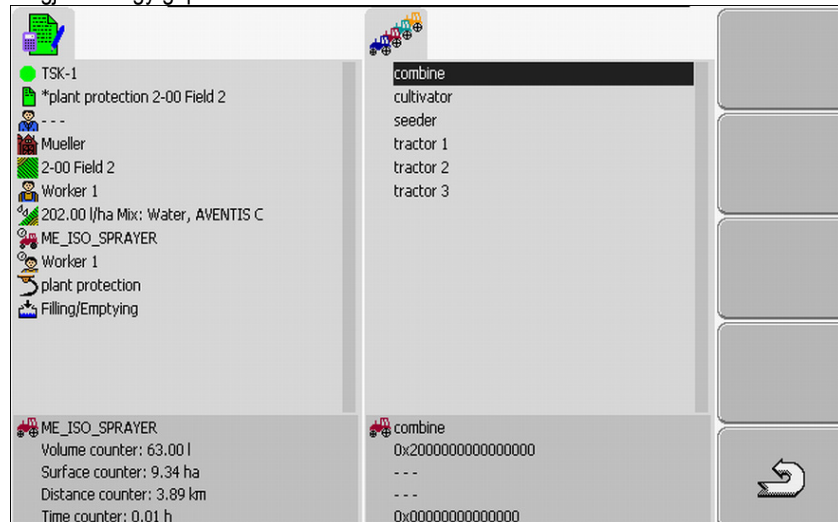 TSK-1
*plant protection 2-00 Field 2
---
Mueller
2-00 Field 2
Worker 1
202.00 l/ha Mix: Water, AVENTIS C
ME_ISO_SPRAYER
Worker 1
plant protection
Filling/Emptying
ME_ISO_SPRAYER
Volume counter: 63.00 l
Surface counter: 9.34 ha
Distance counter: 3.89 km
Time counter: 0.01 h
combine
cultivator
seeder
tractor 1
tractor 2
tractor 3
combine
0x2000000000000000
---
---
0x00000000000000